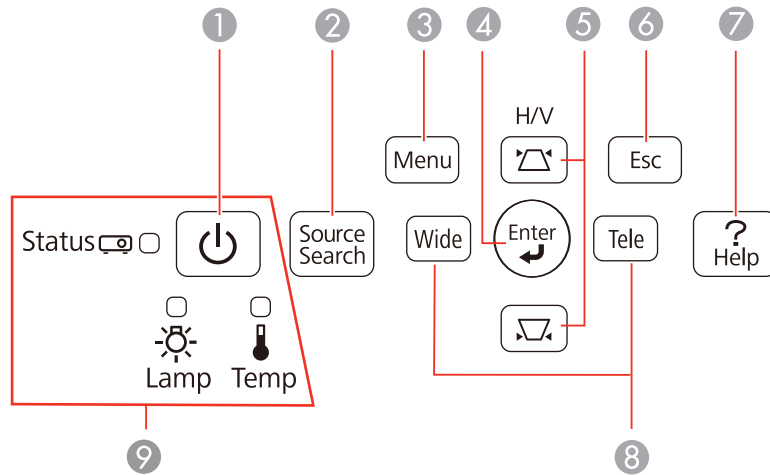 1 2 3 4 5 6 7
H/V
Menu
Esc
Status
Source
Search
Wide
Enter
Tele
?
Help
Lamp
Temp
9
8